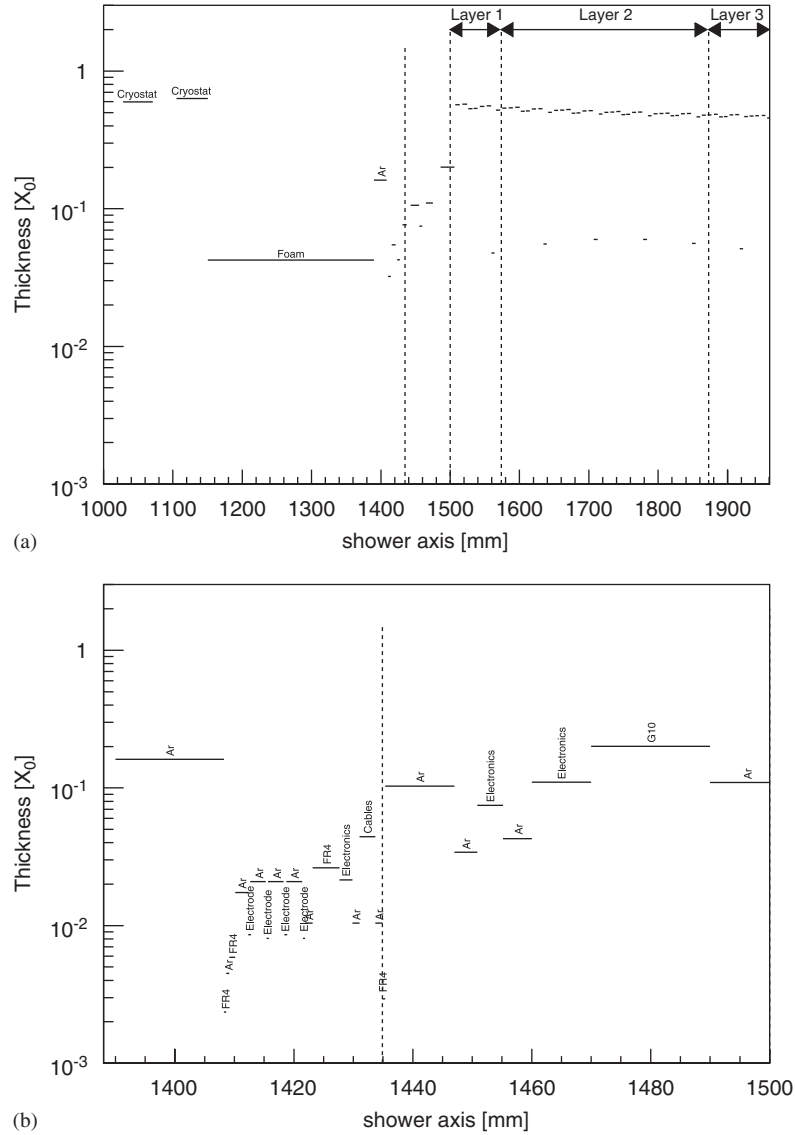 Layer 1 Layer 2 Layer 3
1
Cryostat Cryostat
Ar
10-1
Foam
10-2
10-3
Thickness [X0]
1000 1100 1200 1300 1400 1500 1600 1700 1800 1900
(a) shower axis [mm]
1
G10
Electronics
Ar
Electronics
Ar
Ar
10-1
Cables
Ar
Ar
FR4
Electronics
Ar
Ar
Ar
Ar
Electrode
Electrode
Electrode
Electrode
Ar
Ar
Ar
10-2
FR4
Ar
FR4
FR4
10-3
Thickness [X0]
1400 1420 1440 1460 1480 1500
(b) shower axis [mm]